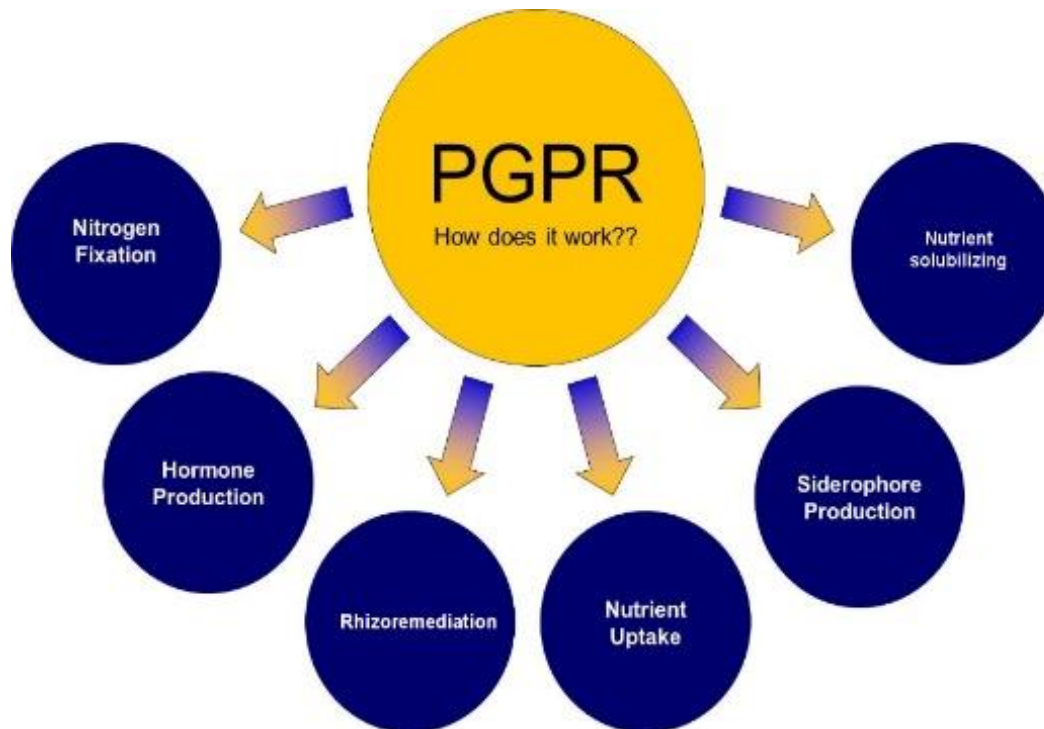 PGPR
How does it work??
Nitrogen
Fixation
Hormone
Production
Rhizoremediation
Nutrient
Uptake
Siderophore
Production
Nutrient
solubilizing